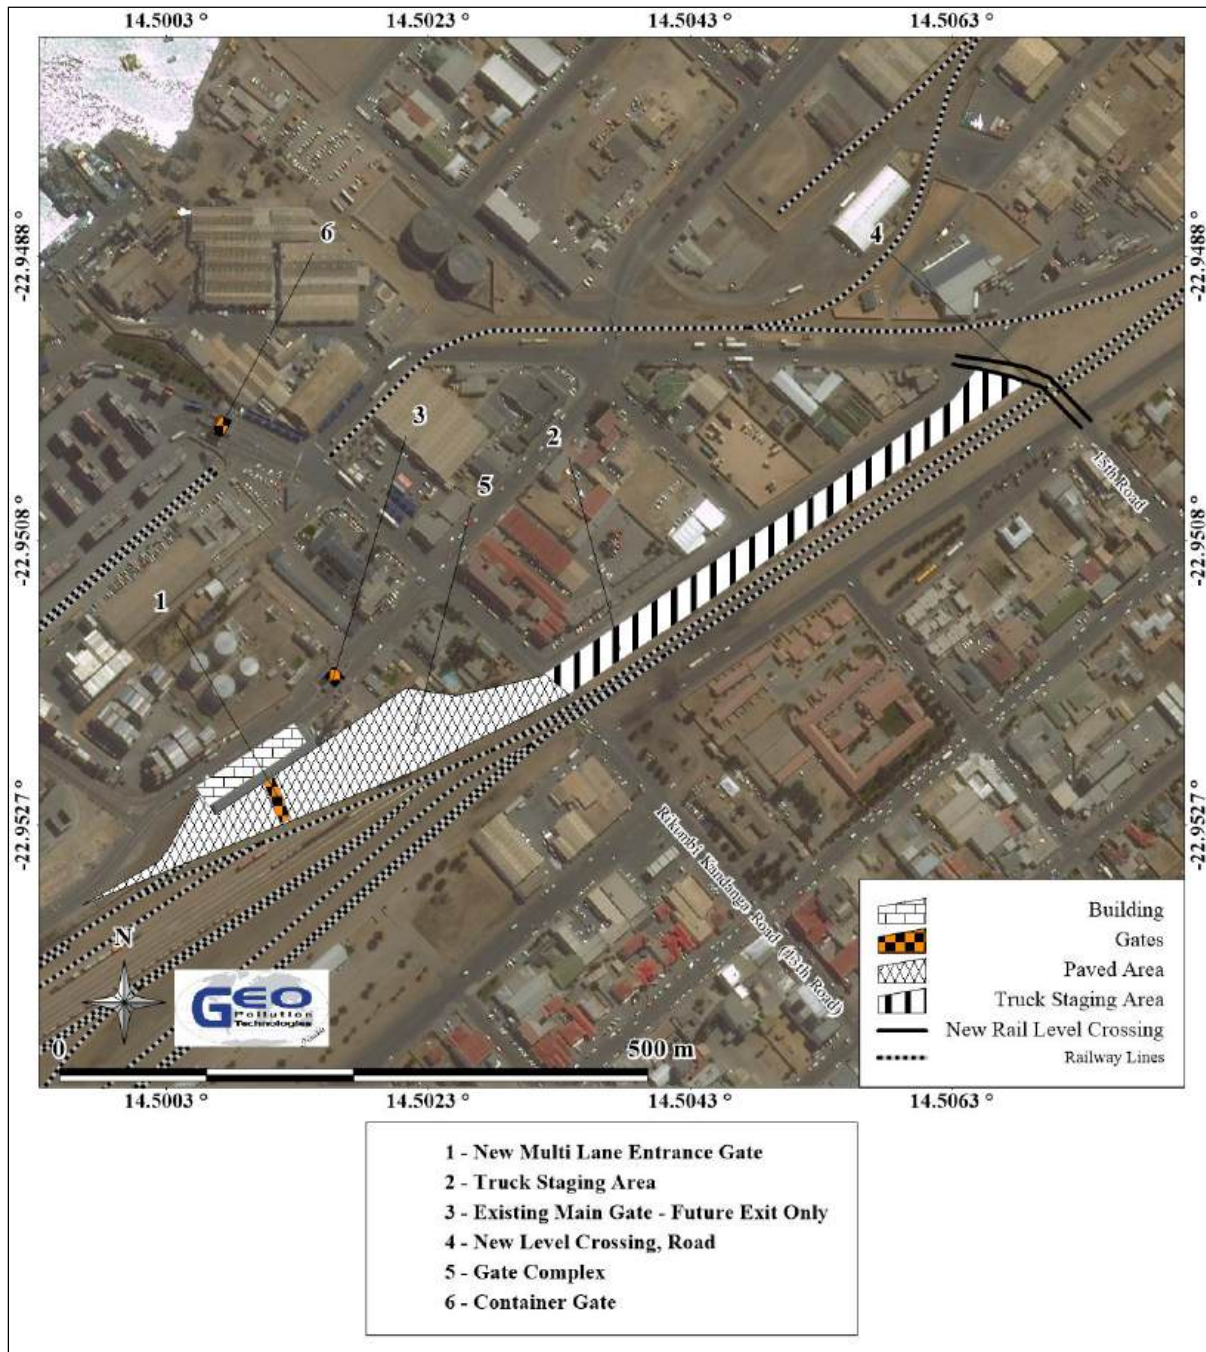 14.5003 ° 14.5023 ° 14.5043 ° 14.5063 °
6
4
-22.9488 ° -22.9488 °
3
2
5
15th Road
-22.9508 ° -22.9508 °
1
-22.9527 ° -22.9527 °
Rikumbi Kandanga Road (13th Road)
Building
Gates
Paved Area
Truck Staging Area
New Rail Level Crossing
Railway Lines
N
GEO
Pollution
Technologies
0 500 m
14.5003 ° 14.5023 ° 14.5043 ° 14.5063 °
1 - New Multi Lane Entrance Gate
2 - Truck Staging Area
3 - Existing Main Gate - Future Exit Only
4 - New Level Crossing, Road
5 - Gate Complex
6 - Container Gate